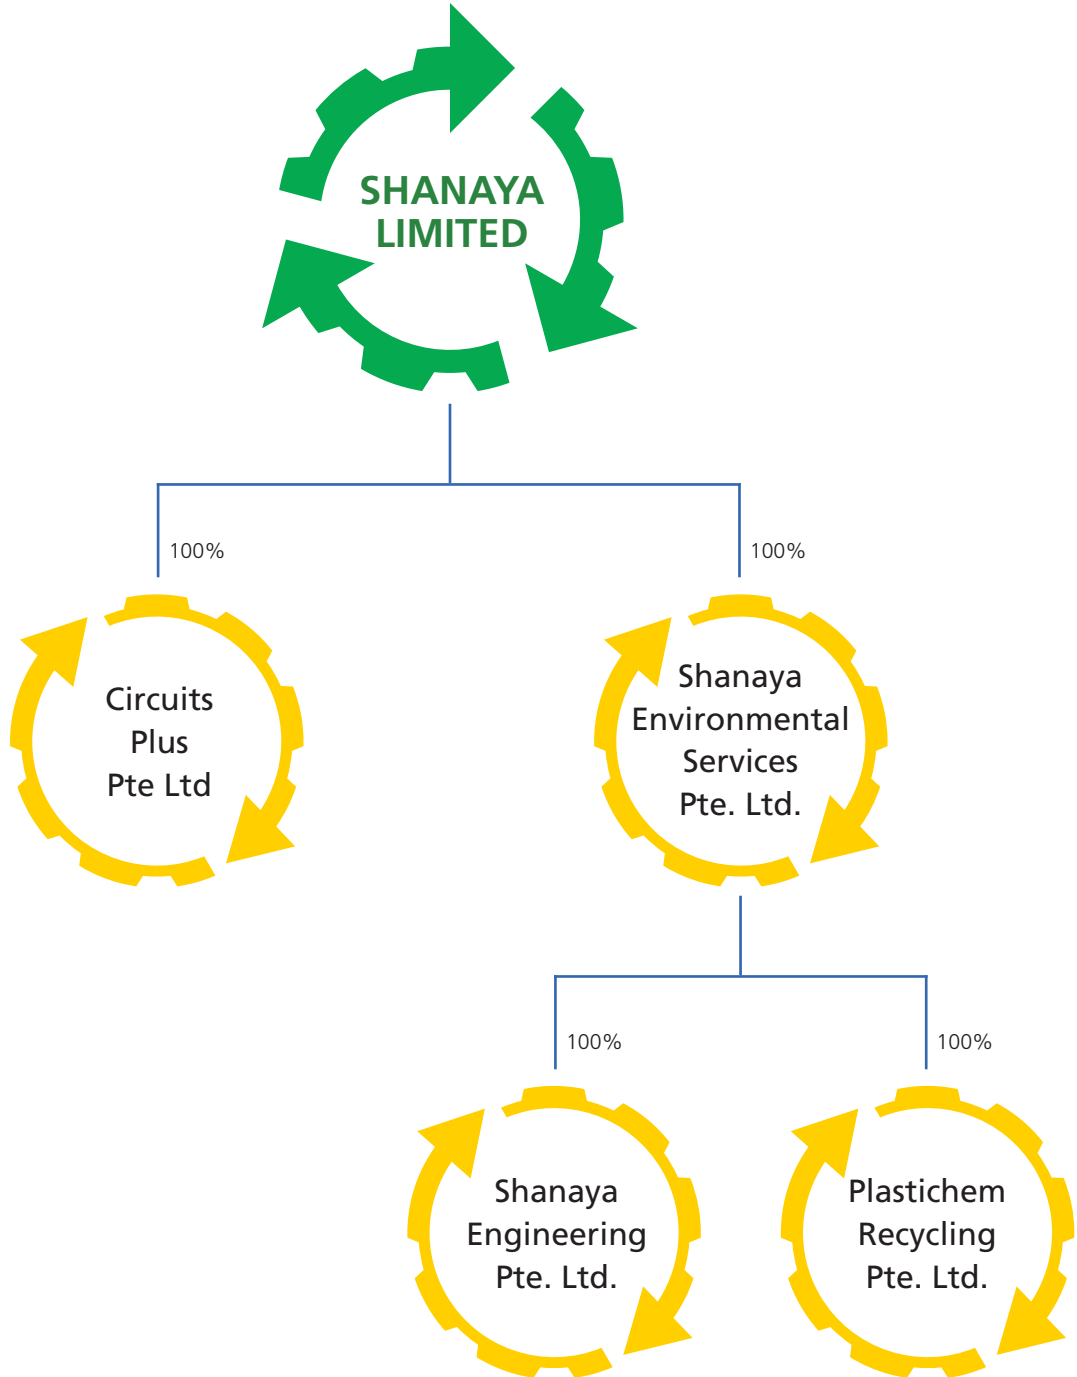 SHANAYA
LIMITED
100%
100%
Circuits
Plus
Pte Ltd
Shanaya
Environmental
Services
Pte. Ltd.
100%
100%
Shanaya
Engineering
Pte. Ltd.
Plastichem
Recycling
Pte. Ltd.